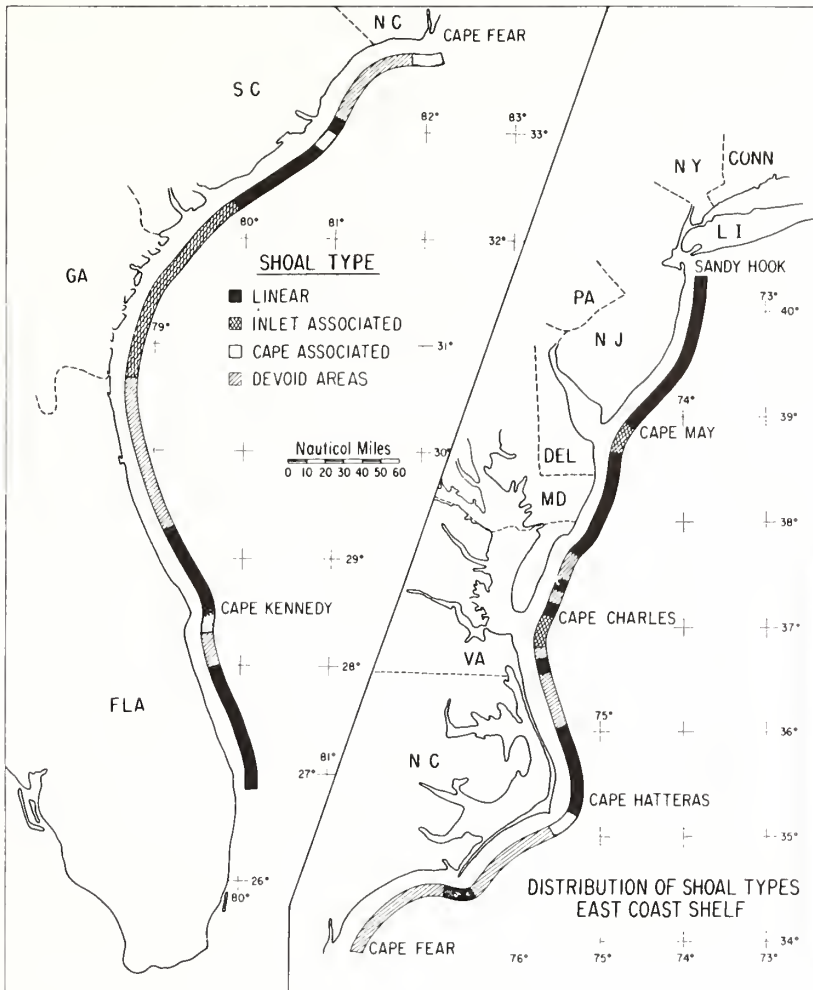 N C
CAPE FEAR
S C
82°
83°
33°
80°
81°
32°
GA
SHOAL TYPE
LINEAR
INLET ASSOCIATED
CAPE ASSOCIATED
DEVOID AREAS
79°
31°
Nautical Miles
0 10 20 30 40 50 60
30°
29°
CAPE KENNEDY
28°
FLA
81°
27°
26°
80°
N Y
CONN
L I
SANDY HOOK
PA
N J
73°
40°
74°
39°
CAPE MAY
DEL
MD
38°
CAPE CHARLES
37°
VA
75°
36°
N C
CAPE HATTERAS
35°
DISTRIBUTION OF SHOAL TYPES
EAST COAST SHELF
CAPE FEAR
34°
76°
75°
74°
73°